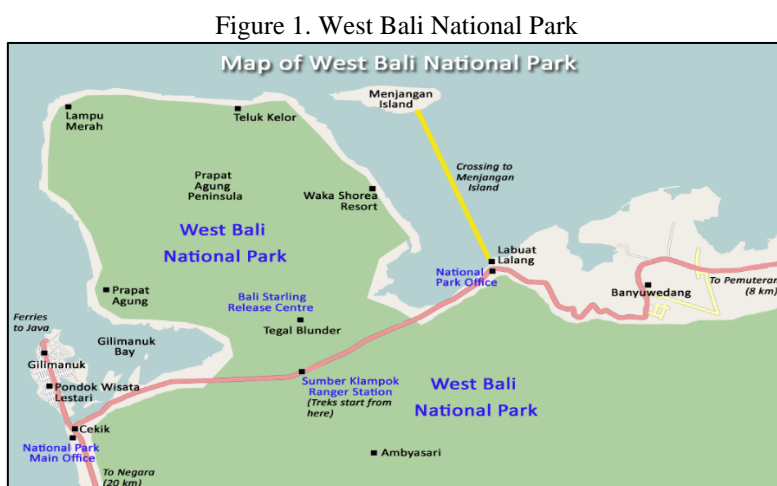 Figure 1. West Bali National Park
Map of West Bali National Park
Menjangan
Island
Lampu
Merah
Teluk Kelor
Prapat
Agung
Peninsula
Crossing to
Menjangan
Island
Waka Shorea
Resort
West Bali
National Park
Labuat
Lalang
National
Park Office
To Pemuteran
(8 km)
Banyuwedang
Prapat
Agung
Bali Starling
Release Centre
Tegal Blunder
Ferries
to Java
Gilimanuk
Bay
Gilimanuk
Pondok Wisata
Lestari
Sumber Klampok
Ranger Station
(Treks start from
here)
West Bali
National Park
Cekik
National Park
Main Office
To Negara
(20 km)
Ambyasari